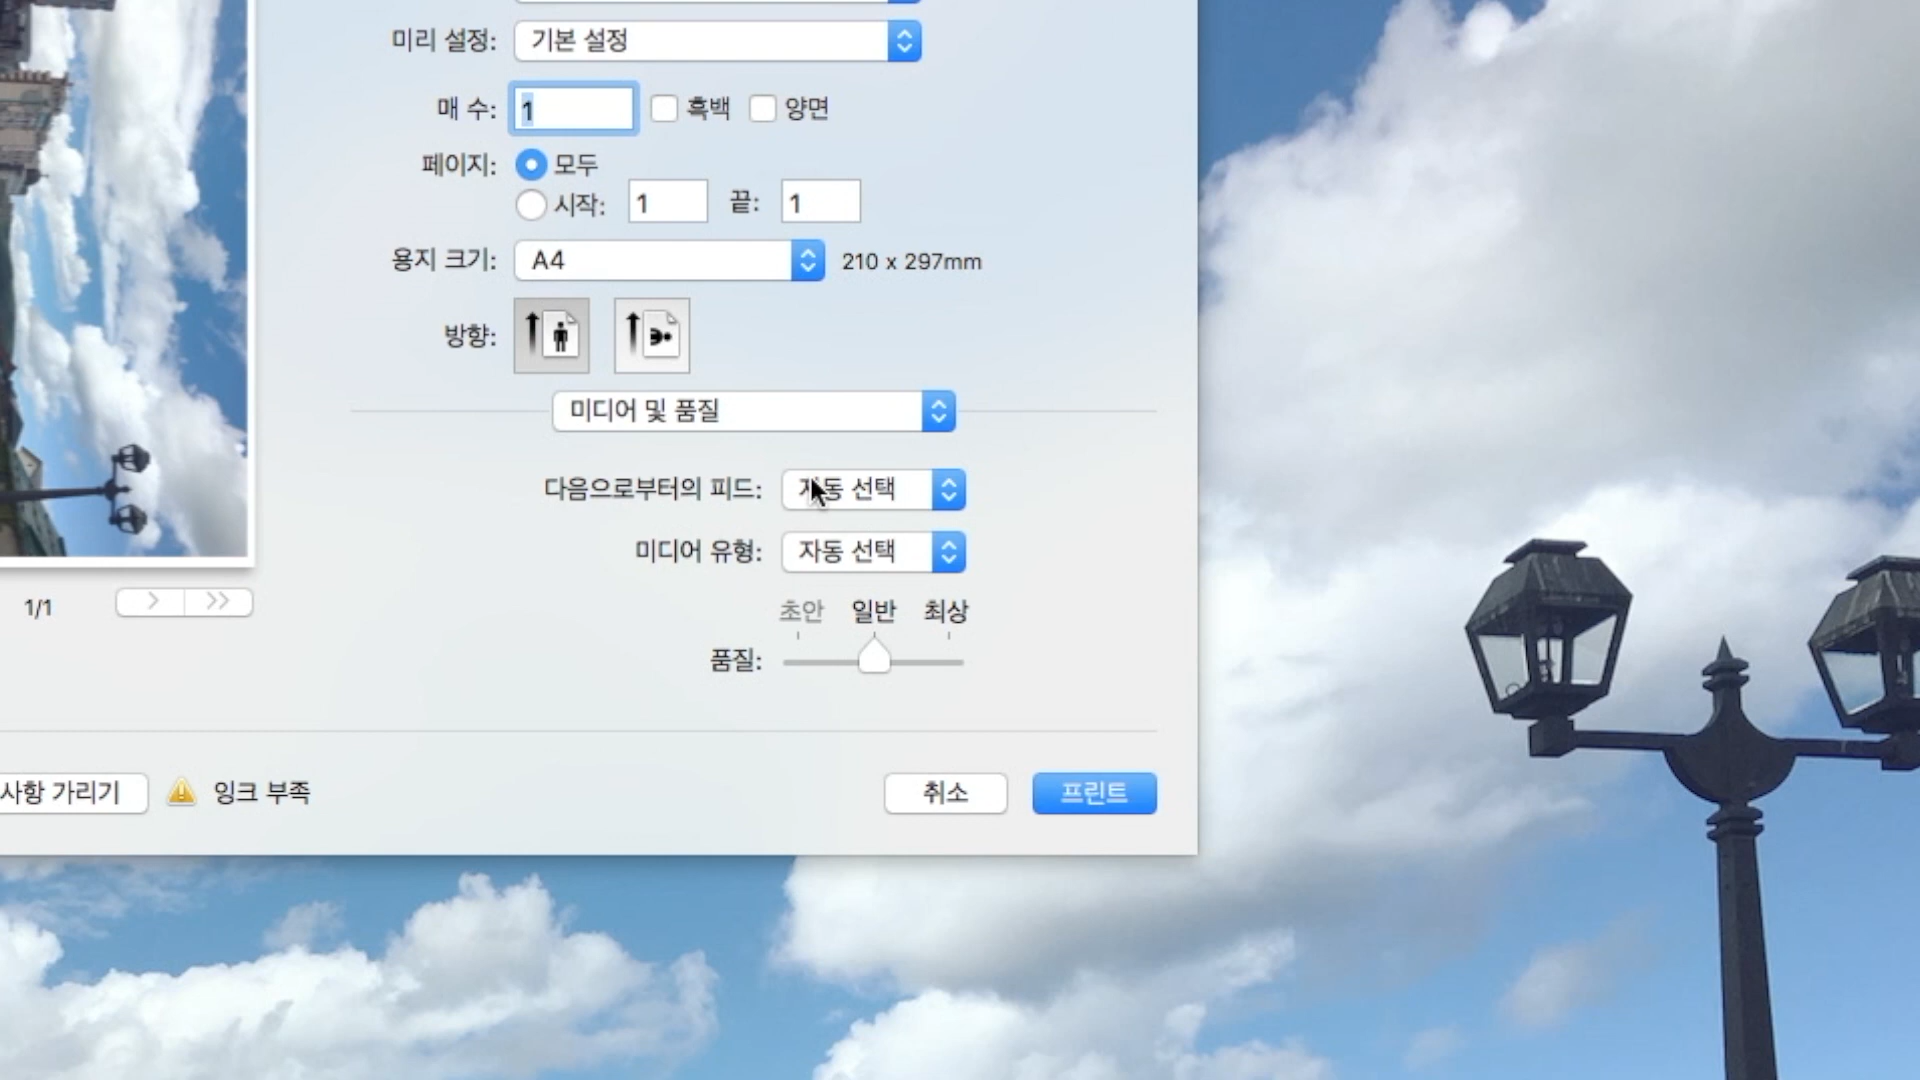 미리 설정: 기본 설정
매 수: 1 흑백 양면
페이지: 모두
시작: 1 끝: 1
용지 크기: A4 210 x 297mm
방향:
미디어 및 품질
다음으로부터의 피드: 자동 선택
미디어 유형: 자동 선택
초안 일반 최상
품질:
1/1
사항 가리기 잉크 부족 취소 프린트